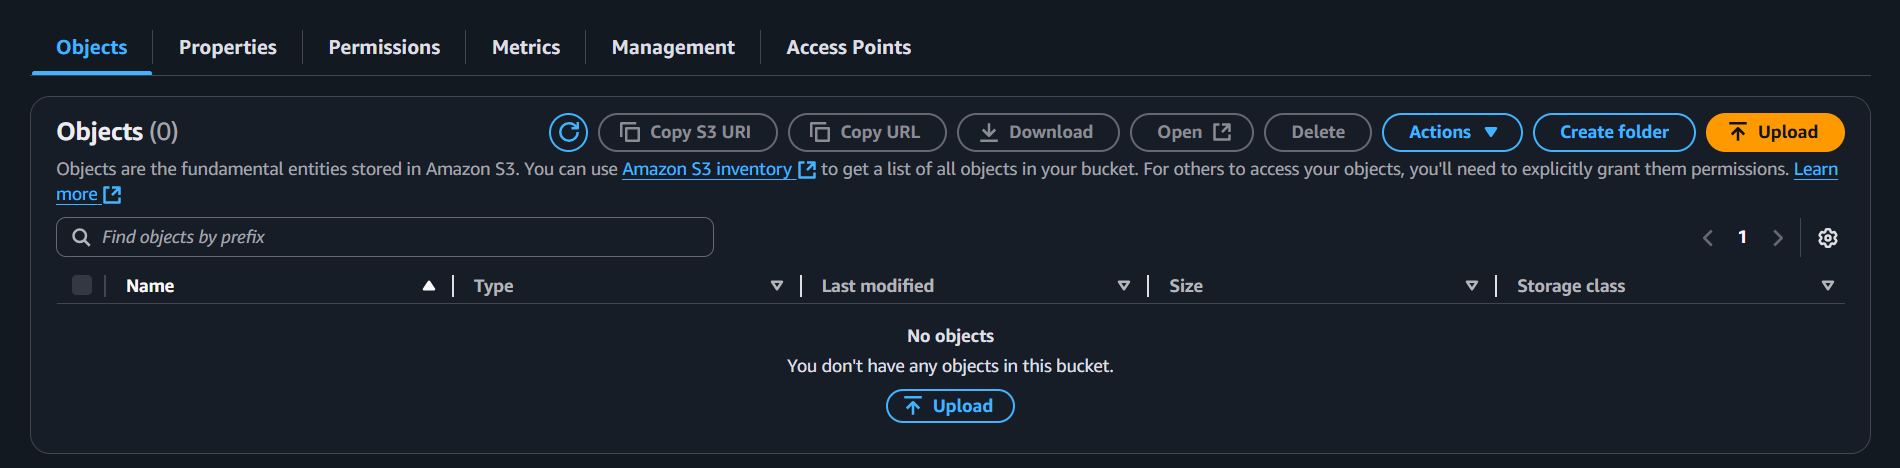 Objects Properties Permissions Metrics Management Access Points
Objects (0) Copy S3 URI Copy URL Download Open Delete Actions Create folder Upload
Objects are the fundamental entities stored in Amazon S3. You can use Amazon S3 inventory to get a list of all objects in your bucket. For others to access your objects, you'll need to explicitly grant them permissions. Learn
more
Find objects by prefix 1
Name Type Last modified Size Storage class
No objects
You don't have any objects in this bucket.
Upload